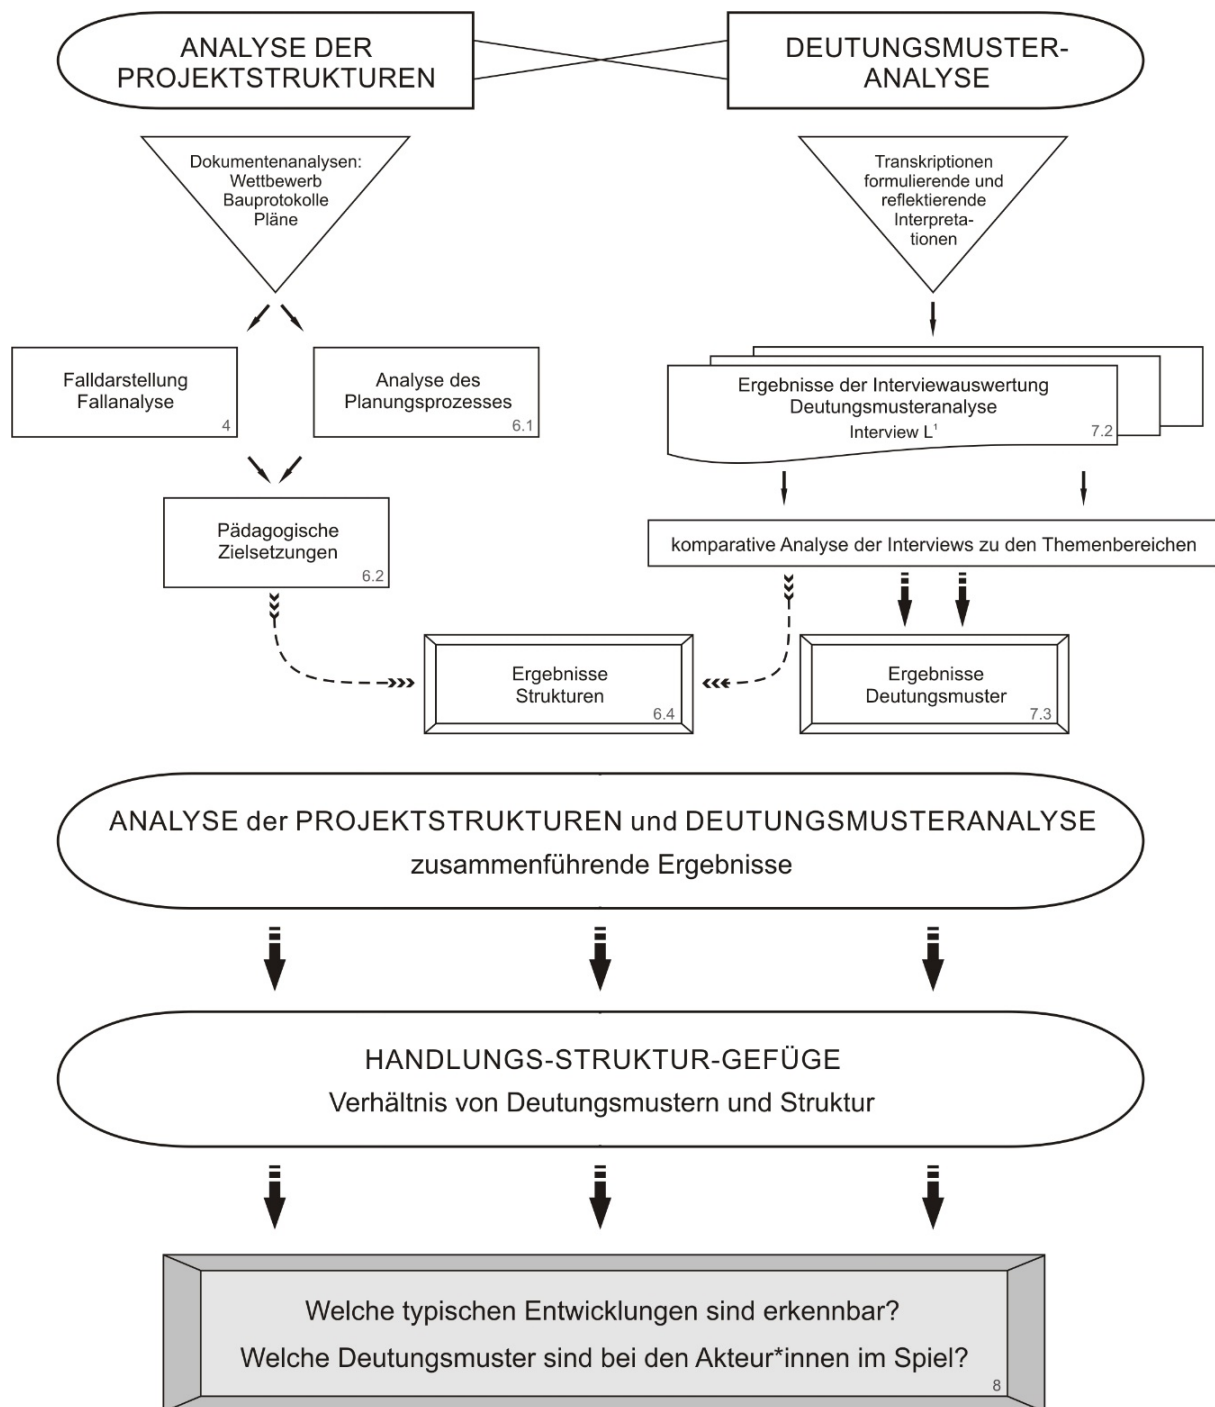 ANALYSE DER
PROJEKTSTRUKTUREN
DEUTUNGSMUSTER-
ANALYSE
Dokumentenanalysen:
Wettbewerb
Bauprotokolle
Pläne
Transkriptionen
formulierende und
reflektierende
Interpreta-
tionen
Falldarstellung
Fallanalyse
4
Analyse des
Planungsprozesses
6.1
Ergebnisse der Interviewauswertung
Deutungsmusteranalyse
Interview L¹
7.2
Pädagogische
Zielsetzungen
6.2
komparative Analyse der Interviews zu den Themenbereichen
Ergebnisse
Strukturen
6.4
Ergebnisse
Deutungsmuster
7.3
ANALYSE der PROJEKTSTRUKTUREN und DEUTUNGSMUSTERANALYSE
zusammenführende Ergebnisse
HANDLUNGS-STRUKTUR-GEFÜGE
Verhältnis von Deutungsmustern und Struktur
Welche typischen Entwicklungen sind erkennbar?
Welche Deutungsmuster sind bei den Akteur*innen im Spiel?
8